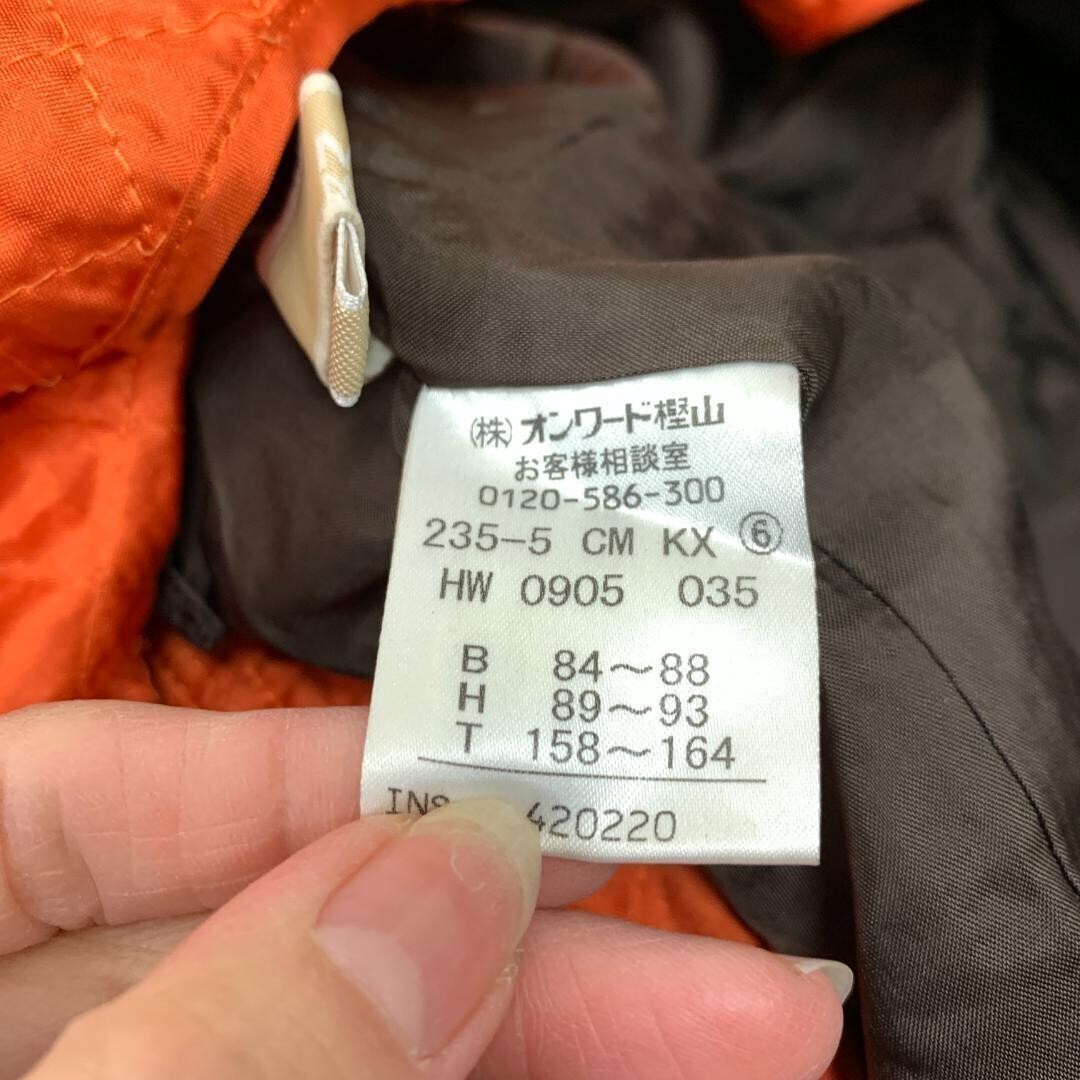 (株)オンワード樫山
お客様相談室
0120-586-300
235-5 CM KX ⑥
HW 0905 035
B 84～88
H 89～93
T 158～164
420220